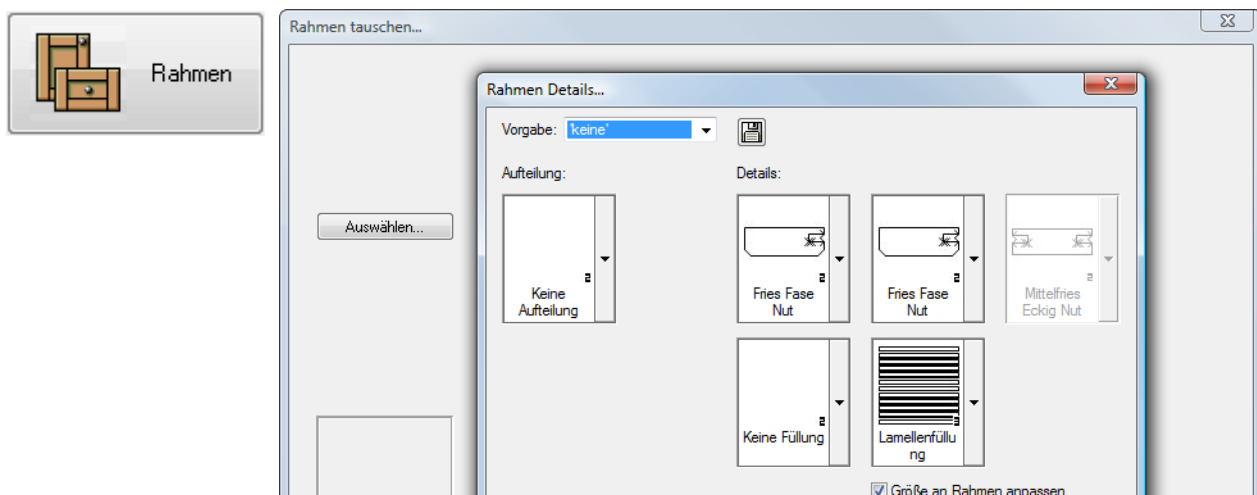 Rahmen
Rahmen tauschen...
Rahmen Details...
Vorgabe: 'keine'
Aufteilung:
Details:
Auswählen...
Keine
Aufteilung
Fries Fase
Nut
Fries Fase
Nut
Mittelfries
Eckig Nut
Keine Füllung
Lamellenfüllu
ng
Größe an Rahmen anpassen